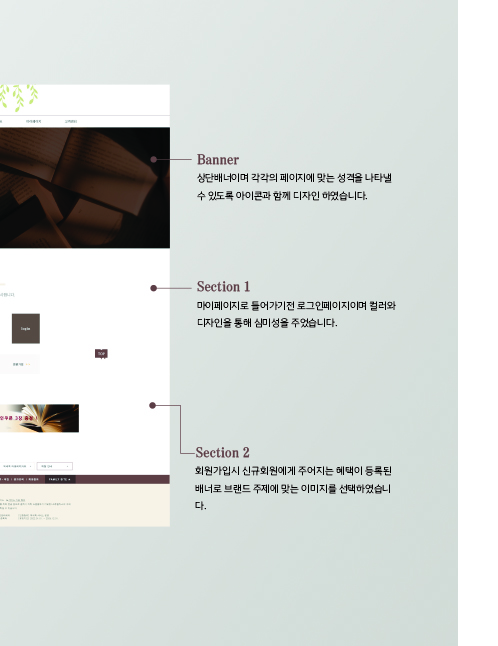 Banner
상단배너이며 각각의 페이지에 맞는 성격을 나타낼
수 있도록 아이콘과 함께 디자인 하였습니다.
Section 1
마이페이지로 들어가기전 로그인페이지이며 컬러와
디자인을 통해 심미성을 주었습니다.
Login
TOP
Section 2
회원가입시 신규회원에게 주어지는 혜택이 등록된
배너로 브랜드 주제에 맞는 이미지를 선택하였습니
다.
FAMILY SITE